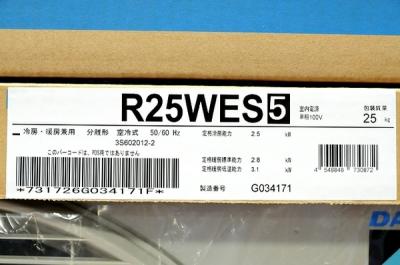 R25WES5
室内電源
単相100V
包装質量
25 kg
冷房・暖房兼用 分離形 空冷式 50/60 Hz
3S602012-2
定格冷房能力 2.5 kW
このバーコードは、POS用ではありません
定格暖房標準能力 2.8 kW
定格暖房低温能力 3.1 kW
*731726G034171F*
製造番号 G034171
4 548848 730872
DA